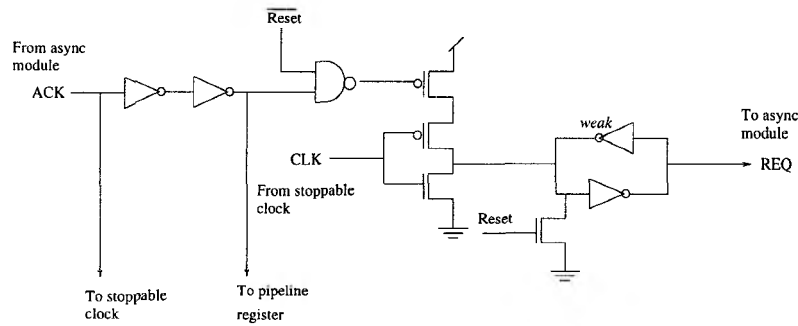 Reset
From async
module
ACK
CLK
From stoppable
clock
weak
To async
module
REQ
Reset
To stoppable
clock
To pipeline
register